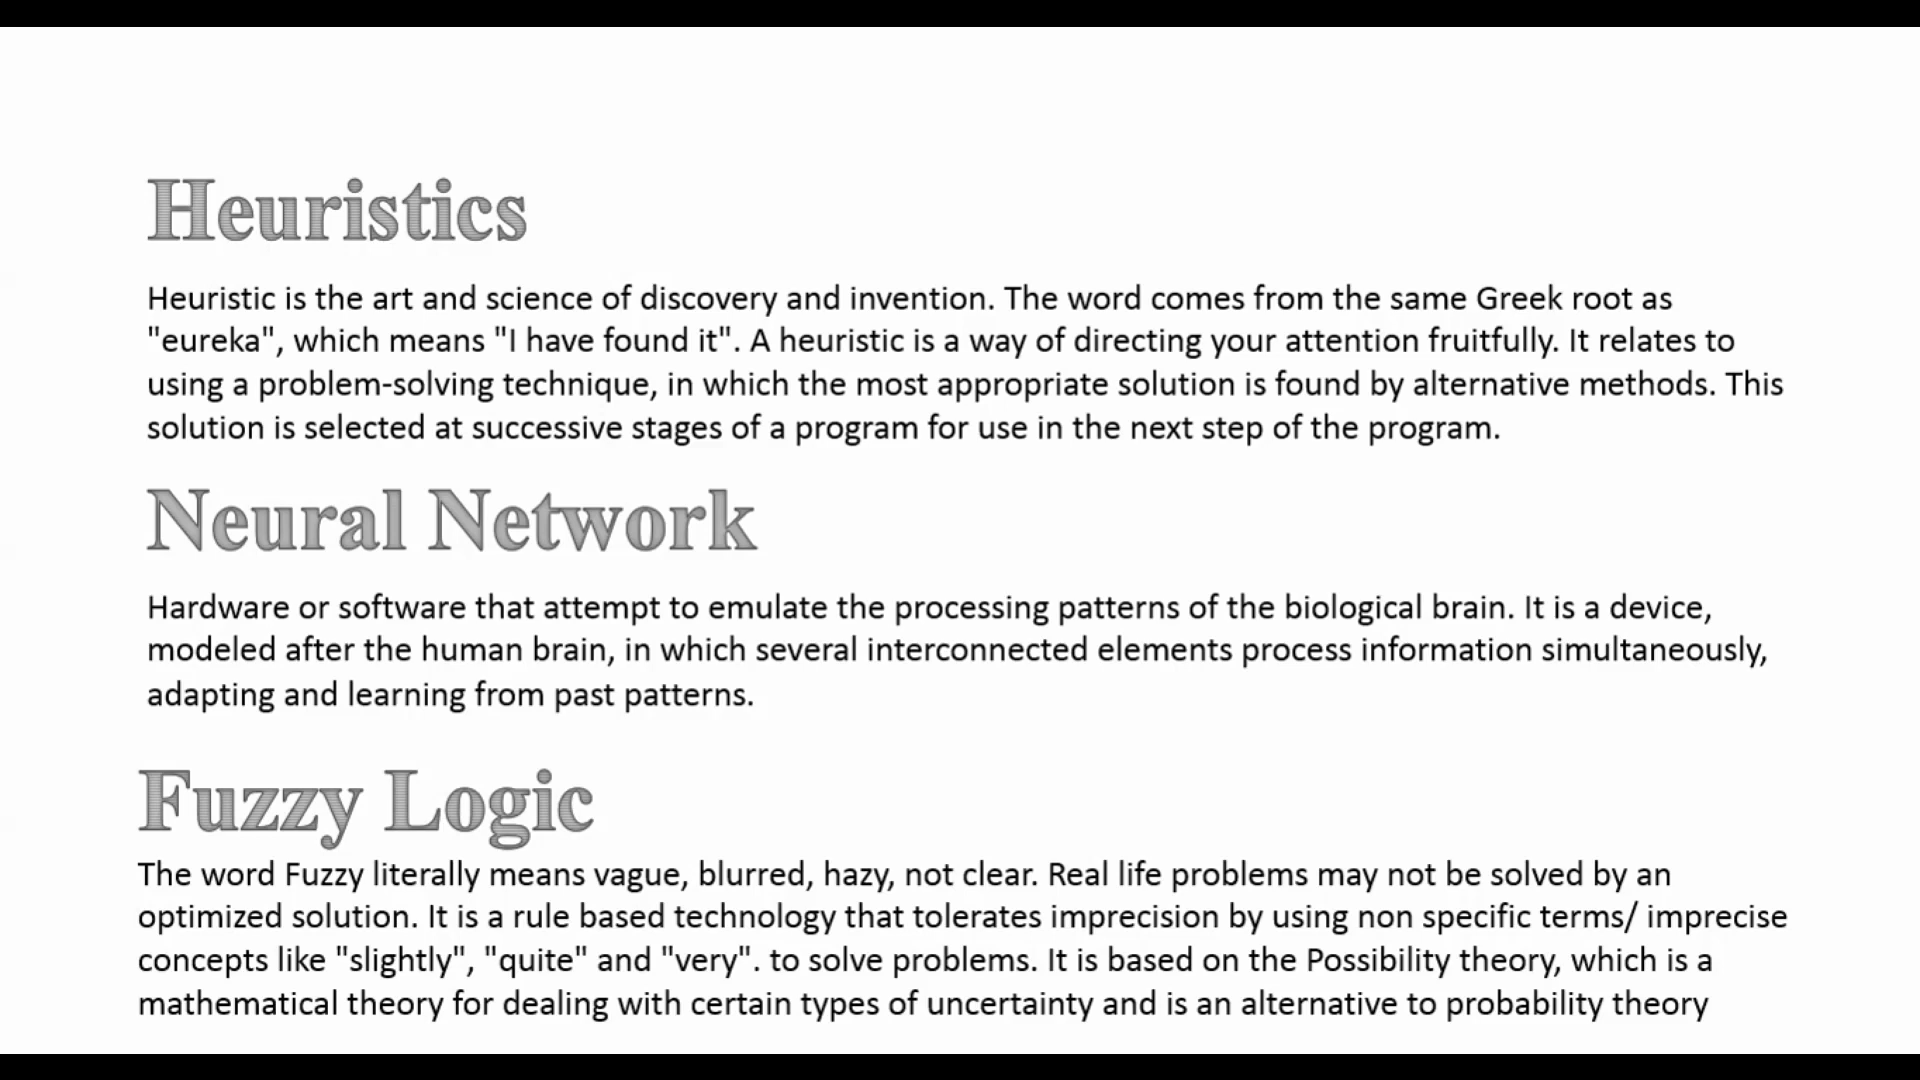 Heuristics
Heuristic is the art and science of discovery and invention. The word comes from the same Greek root as
"eureka", which means "I have found it". A heuristic is a way of directing your attention fruitfully. It relates to
using a problem-solving technique, in which the most appropriate solution is found by alternative methods. This
solution is selected at successive stages of a program for use in the next step of the program.
Neural Network
Hardware or software that attempt to emulate the processing patterns of the biological brain. It is a device,
modeled after the human brain, in which several interconnected elements process information simultaneously,
adapting and learning from past patterns.
Fuzzy Logic
The word Fuzzy literally means vague, blurred, hazy, not clear. Real life problems may not be solved by an
optimized solution. It is a rule based technology that tolerates imprecision by using non specific terms/ imprecise
concepts like "slightly", "quite" and "very". to solve problems. It is based on the Possibility theory, which is a
mathematical theory for dealing with certain types of uncertainty and is an alternative to probability theory